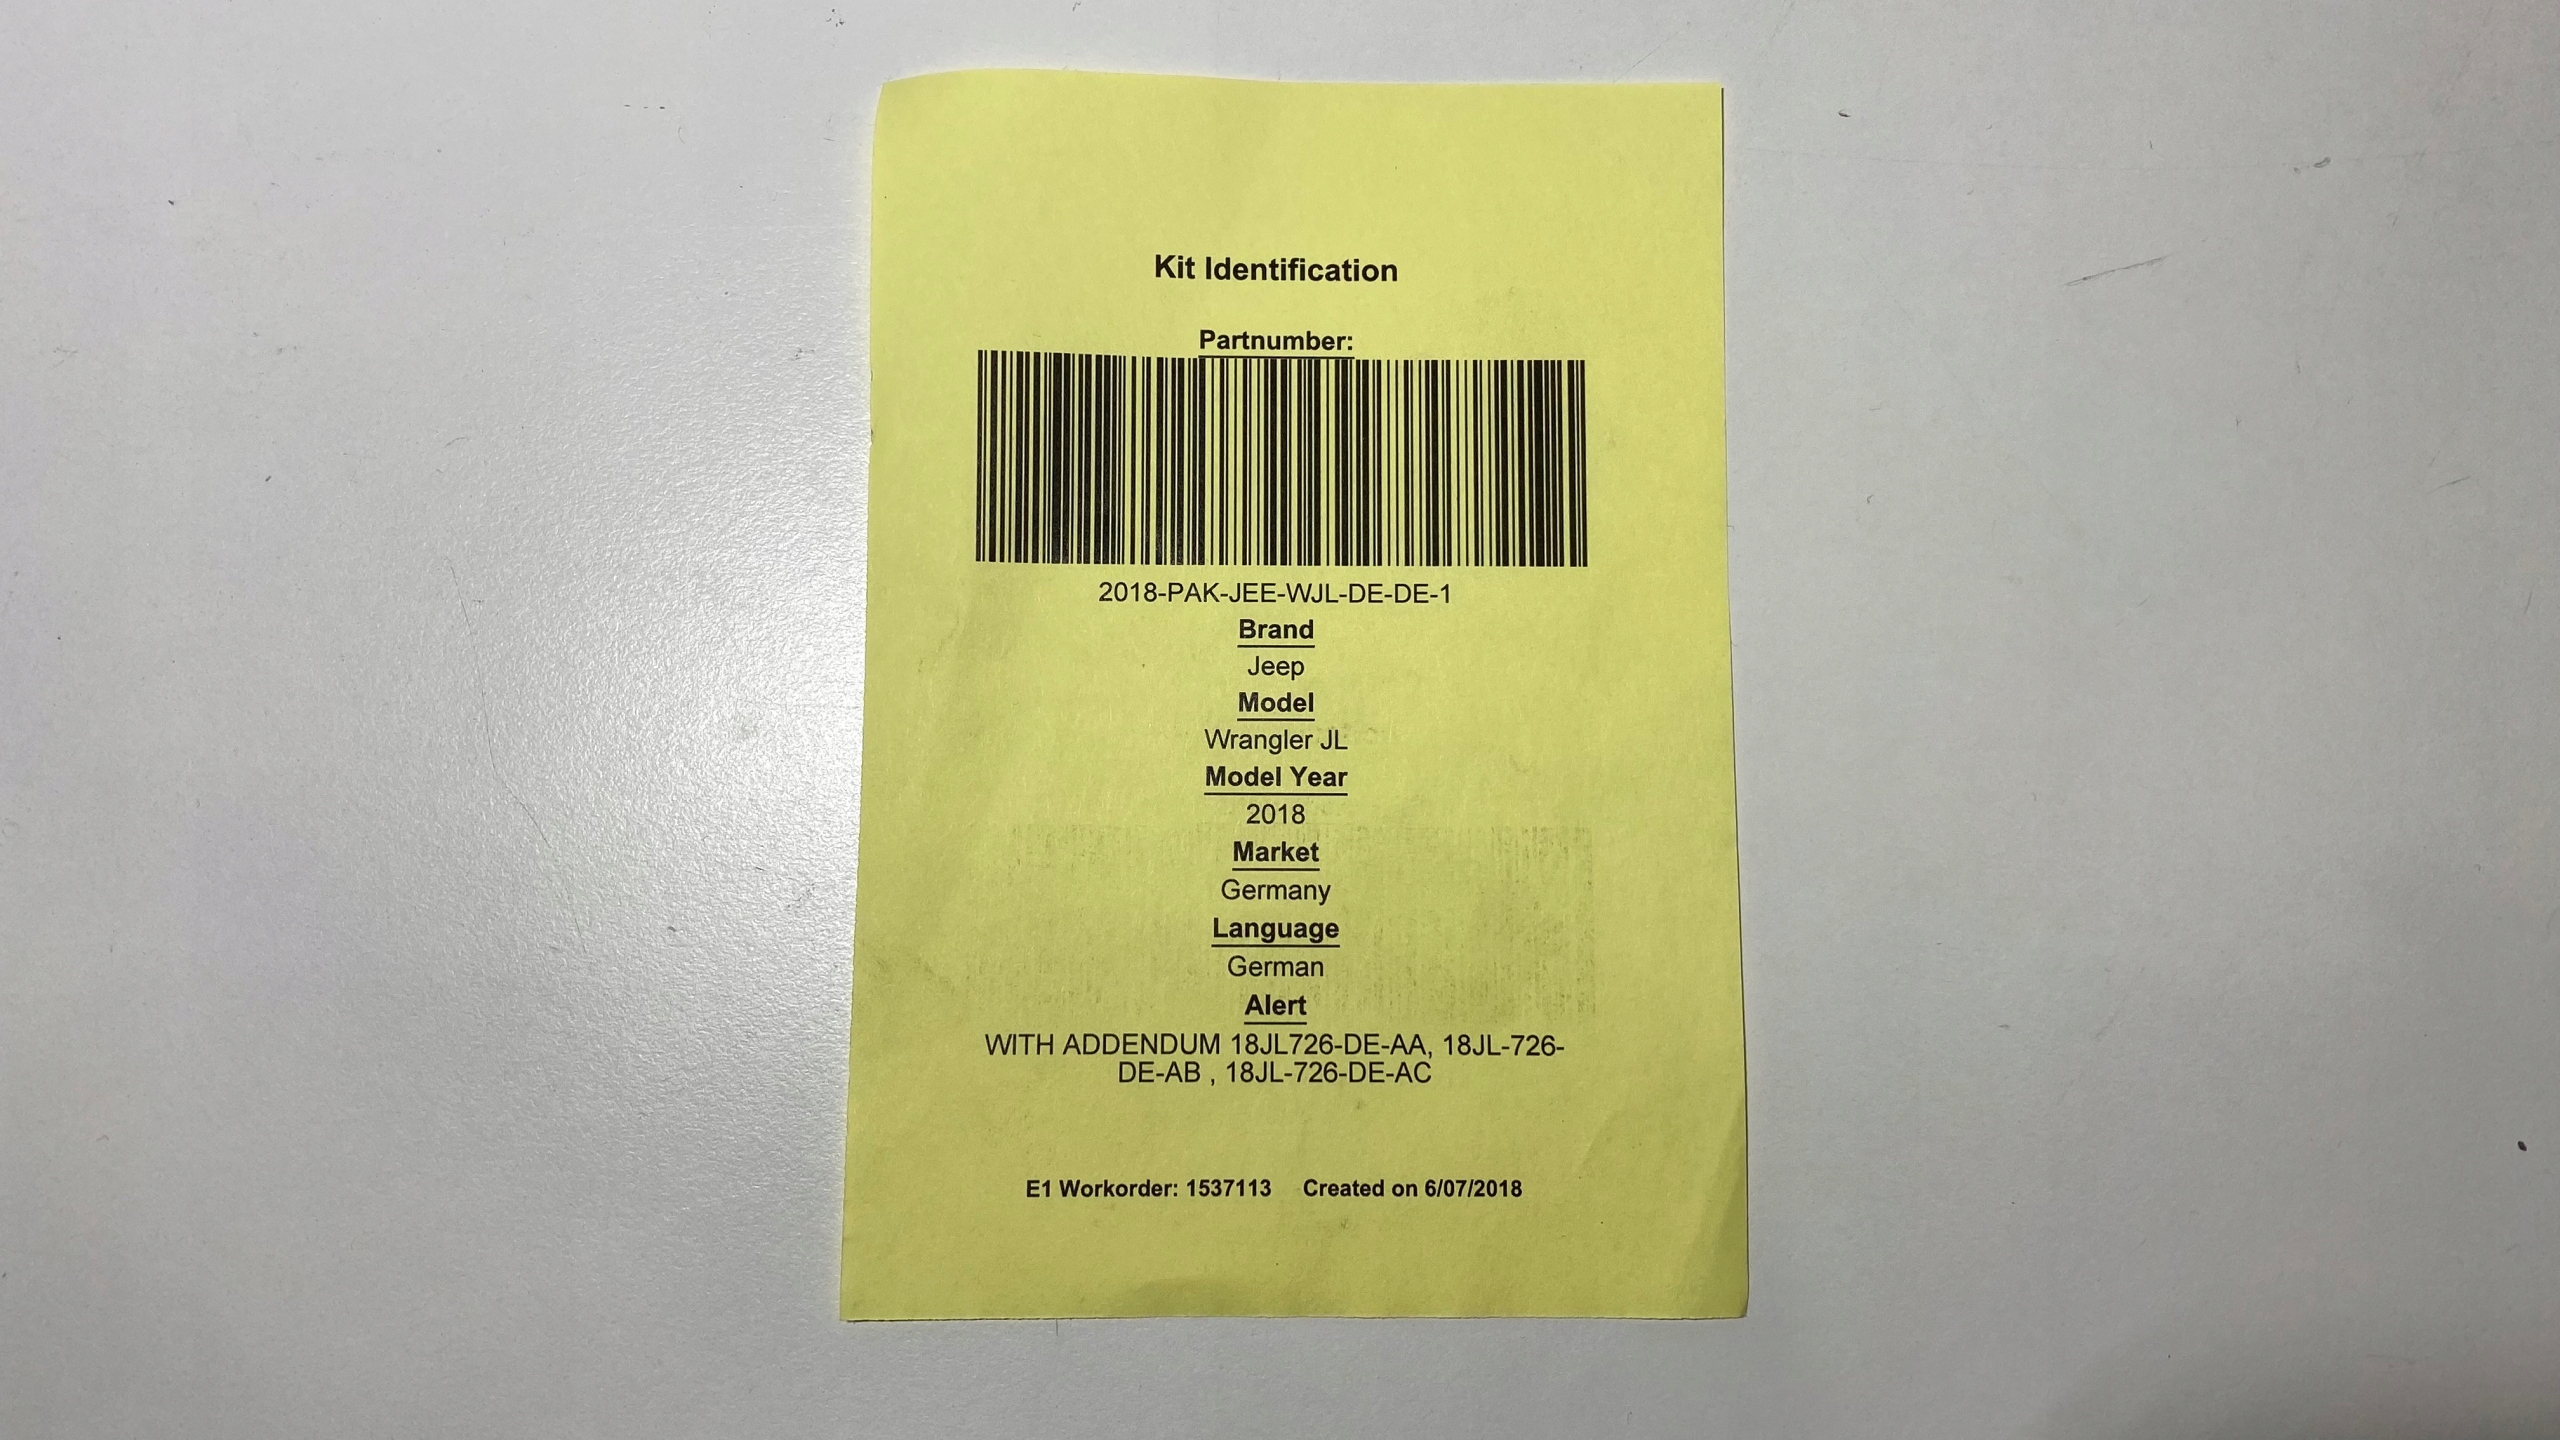 Kit Identification
Partnumber:
2018-PAK-JEE-WJL-DE-DE-1
Brand
Jeep
Model
Wrangler JL
Model Year
2018
Market
Germany
Language
German
Alert
WITH ADDENDUM 18JL726-DE-AA, 18JL-726-
DE-AB , 18JL-726-DE-AC
E1 Workorder: 1537113 Created on 6/07/2018